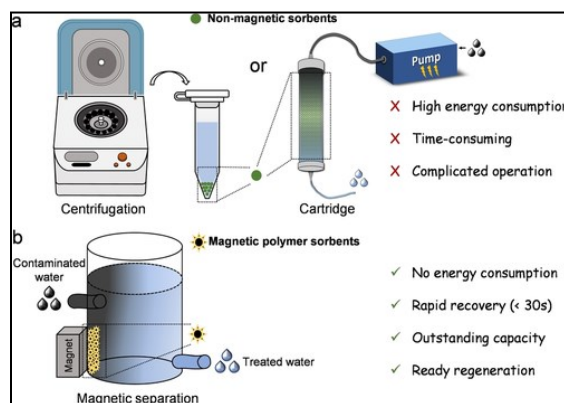 a
Non-magnetic sorbents
or
Pump
X High energy consumption
X Time-consuming
X Complicated operation
Centrifugation
Cartridge
b
Magnetic polymer sorbents
Contaminated
water
Magnet
Treated water
Magnetic separation
✓ No energy consumption
✓ Rapid recovery (< 30s)
✓ Outstanding capacity
✓ Ready regeneration